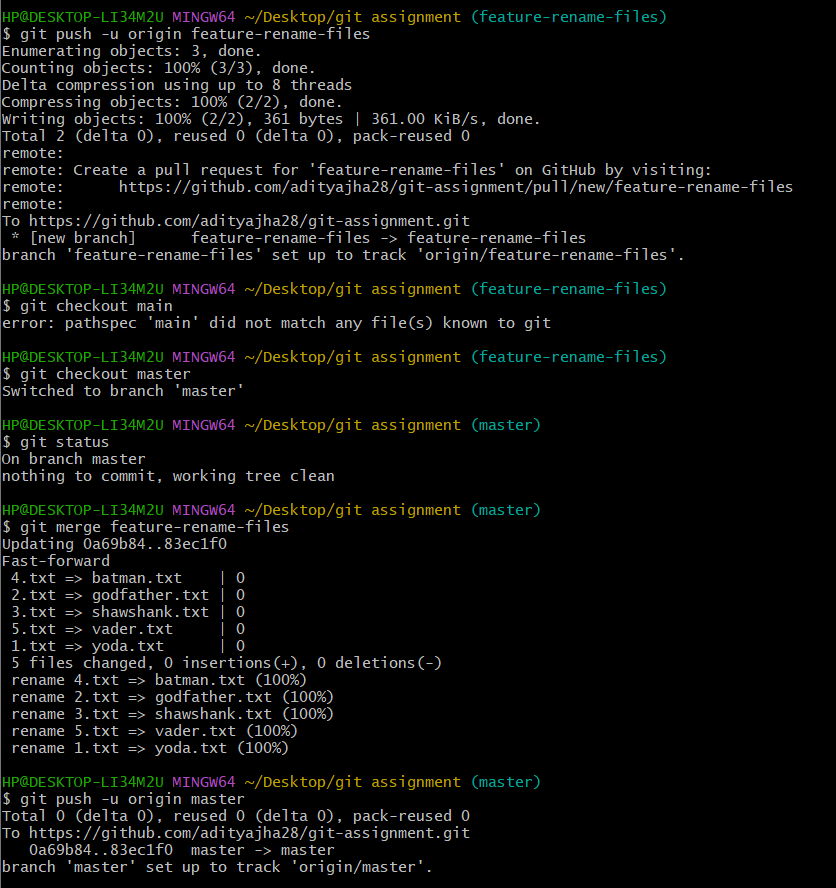 HP@DESKTOP-LI34M2U MINGW64 ~/Desktop/git assignment (feature-rename-files)
$ git push -u origin feature-rename-files
Enumerating objects: 3, done.
Counting objects: 100% (3/3), done.
Delta compression using up to 8 threads
Compressing objects: 100% (2/2), done.
Writing objects: 100% (2/2), 361 bytes | 361.00 KiB/s, done.
Total 2 (delta 0), reused 0 (delta 0), pack-reused 0
remote:
remote: Create a pull request for 'feature-rename-files' on GitHub by visiting:
remote:      https://github.com/adityajha28/git-assignment/pull/new/feature-rename-files
remote:
To https://github.com/adityajha28/git-assignment.git
 * [new branch]      feature-rename-files -> feature-rename-files
branch 'feature-rename-files' set up to track 'origin/feature-rename-files'.

HP@DESKTOP-LI34M2U MINGW64 ~/Desktop/git assignment (feature-rename-files)
$ git checkout main
error: pathspec 'main' did not match any file(s) known to git

HP@DESKTOP-LI34M2U MINGW64 ~/Desktop/git assignment (feature-rename-files)
$ git checkout master
Switched to branch 'master'

HP@DESKTOP-LI34M2U MINGW64 ~/Desktop/git assignment (master)
$ git status
On branch master
nothing to commit, working tree clean

HP@DESKTOP-LI34M2U MINGW64 ~/Desktop/git assignment (master)
$ git merge feature-rename-files
Updating 0a69b84..83ec1f0
Fast-forward
 4.txt => batman.txt    | 0
 2.txt => godfather.txt | 0
 3.txt => shawshank.txt | 0
 5.txt => vader.txt     | 0
 1.txt => yoda.txt      | 0
 5 files changed, 0 insertions(+), 0 deletions(-)
 rename 4.txt => batman.txt (100%)
 rename 2.txt => godfather.txt (100%)
 rename 3.txt => shawshank.txt (100%)
 rename 5.txt => vader.txt (100%)
 rename 1.txt => yoda.txt (100%)

HP@DESKTOP-LI34M2U MINGW64 ~/Desktop/git assignment (master)
$ git push -u origin master
Total 0 (delta 0), reused 0 (delta 0), pack-reused 0
To https://github.com/adityajha28/git-assignment.git
   0a69b84..83ec1f0  master -> master
branch 'master' set up to track 'origin/master'.